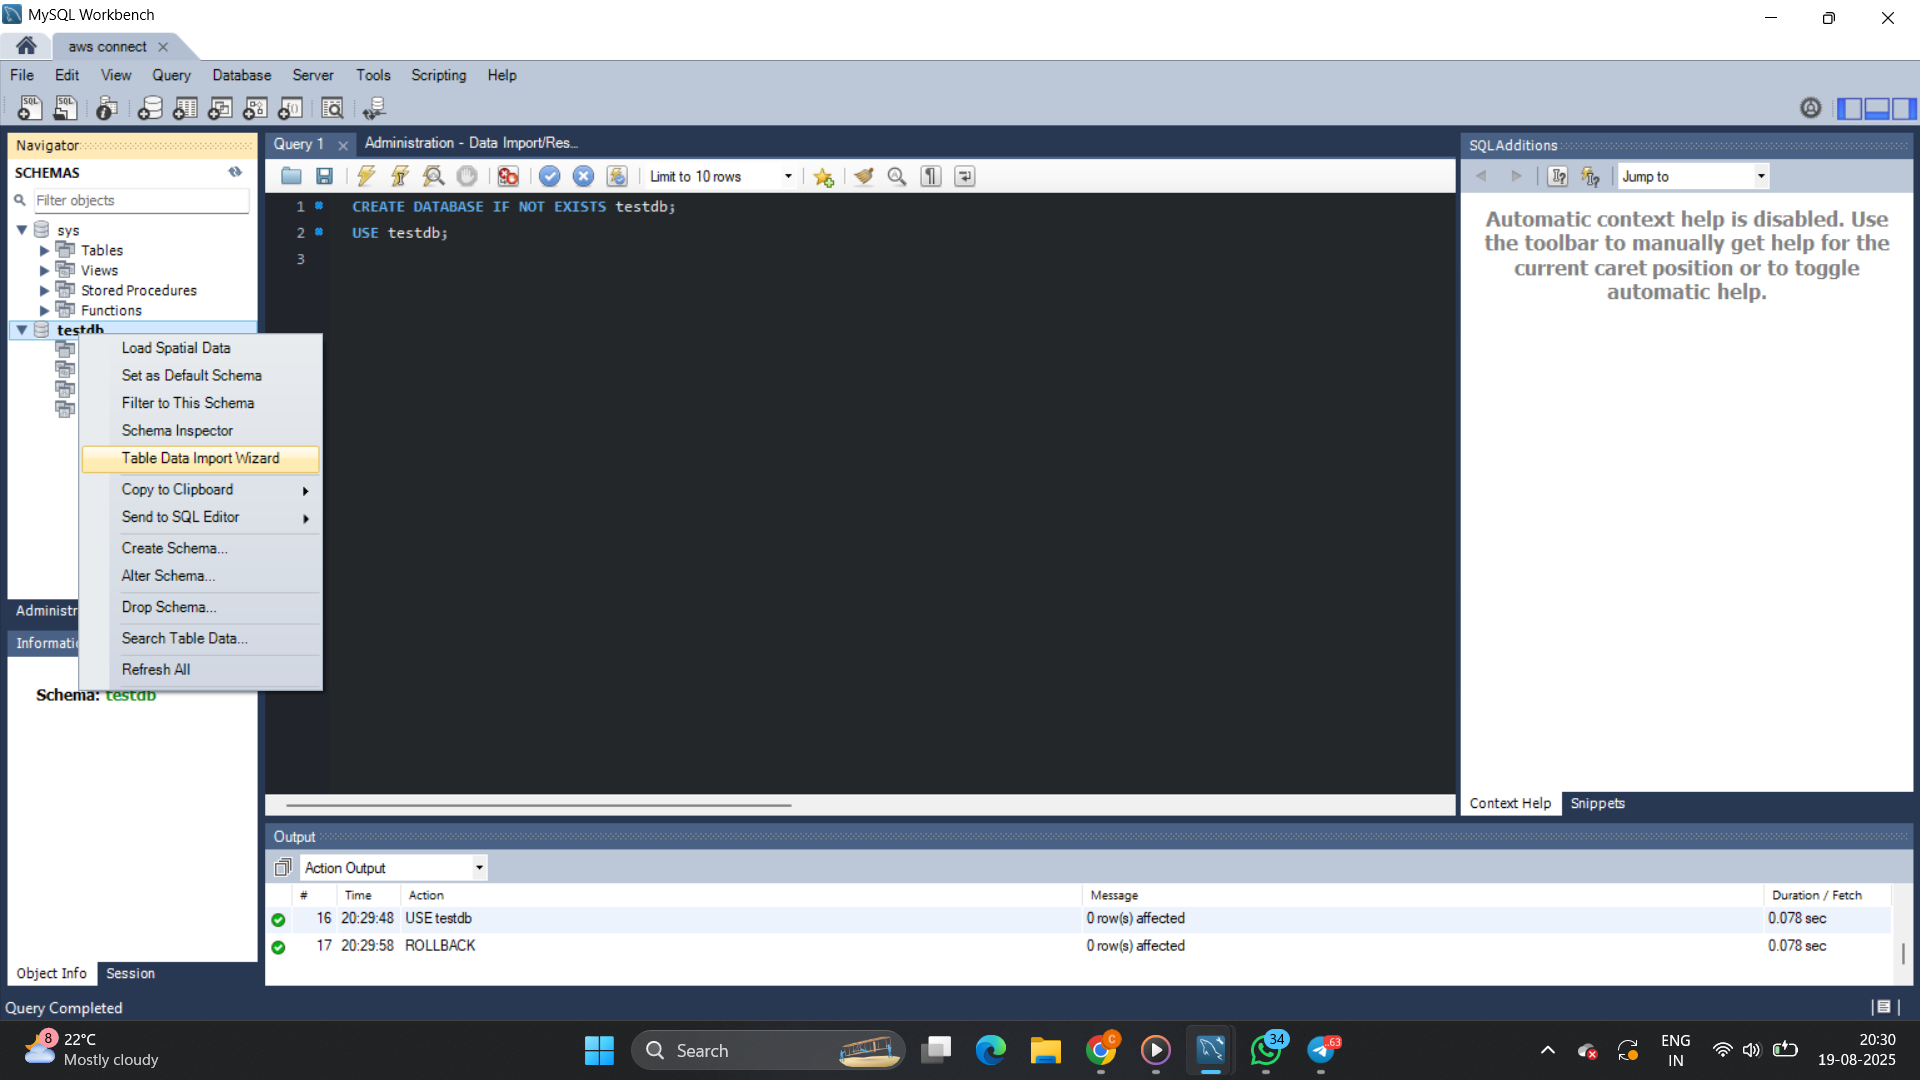 MySQL Workbench
aws connect
File Edit View Query Database Server Tools Scripting Help
Navigator
SCHEMAS
Filter objects
sys
Tables
Views
Stored Procedures
Functions
testdb
Load Spatial Data
Set as Default Schema
Filter to This Schema
Schema Inspector
Table Data Import Wizard
Copy to Clipboard
Send to SQL Editor
Create Schema...
Alter Schema...
Drop Schema...
Search Table Data...
Refresh All
Administr
Informatic
Schema: testdb
Object Info Session
Query 1 Administration - Data Import/Res...
Limit to 10 rows
1 CREATE DATABASE IF NOT EXISTS testdb;
2 USE testdb;
3
SQLAdditions
Jump to
Automatic context help is disabled. Use
the toolbar to manually get help for the
current caret position or to toggle
automatic help.
Context Help Snippets
Output
Action Output
# Time Action Message Duration / Fetch
16 20:29:48 USE testdb 0 row(s) affected 0.078 sec
17 20:29:58 ROLLBACK 0 row(s) affected 0.078 sec
Query Completed
8 22°C
Mostly cloudy
Search
C
34
63
ENG
IN
20:30
19-08-2025